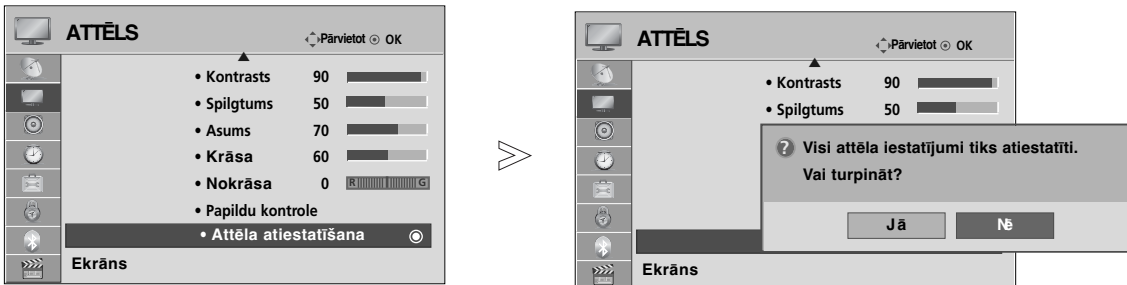 ATTĒLS
Pārvietot OK
• Kontrasts 90
• Spilgtums 50
• Asums 70
• Krāsa 60
• Nokrāsa 0 R G
• Papildu kontrole
• Attēla atiestatīšana
Ekrāns
ATTĒLS
Pārvietot OK
• Kontrasts 90
• Spilgtums 50
? Visi attēla iestatījumi tiks atiestatīti.
Vai turpināt?
Jā Nē
Ekrāns